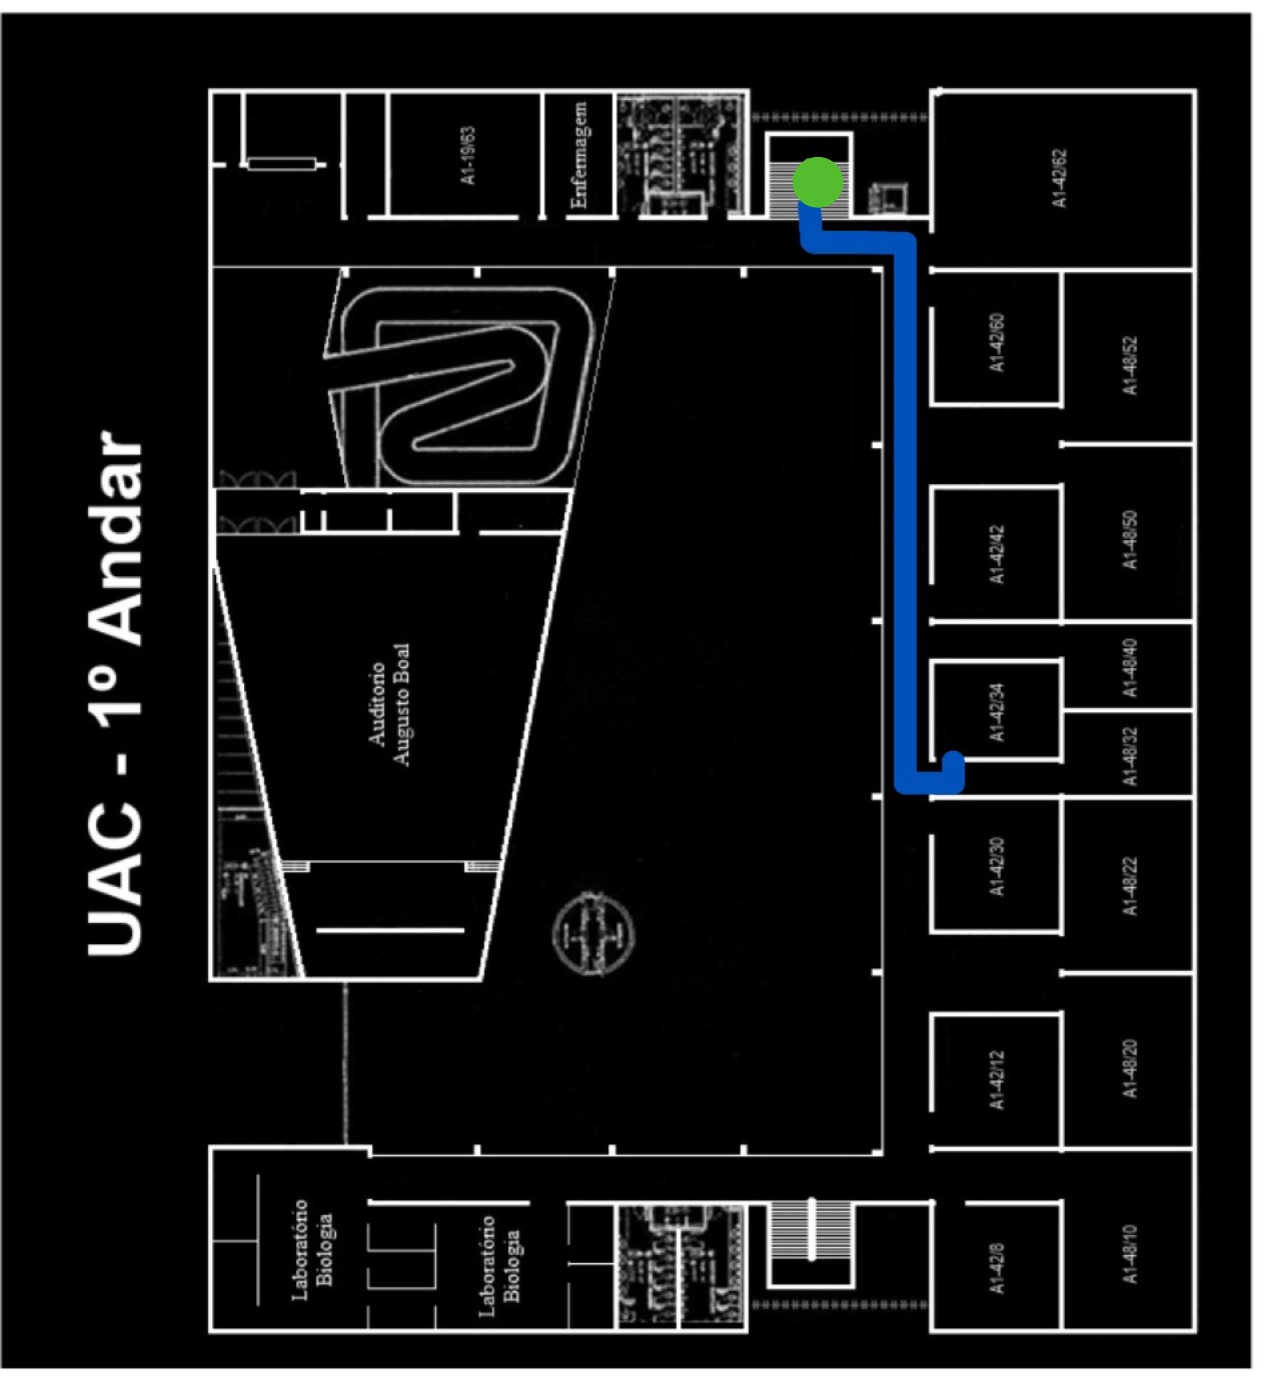 UAC - 1º Andar
A1-48/10
A1-42/8
Laboratório
Biologia
Laboratório
Biologia
A1-48/20
A1-42/12
A1-48/22
A1-42/30
A1-48/32
A1-42/34
A1-48/40
A1-48/50
A1-42/42
A1-48/52
A1-42/60
A1-42/62
Auditorio
Augusto Boal
Enfermagem
A1-19/63